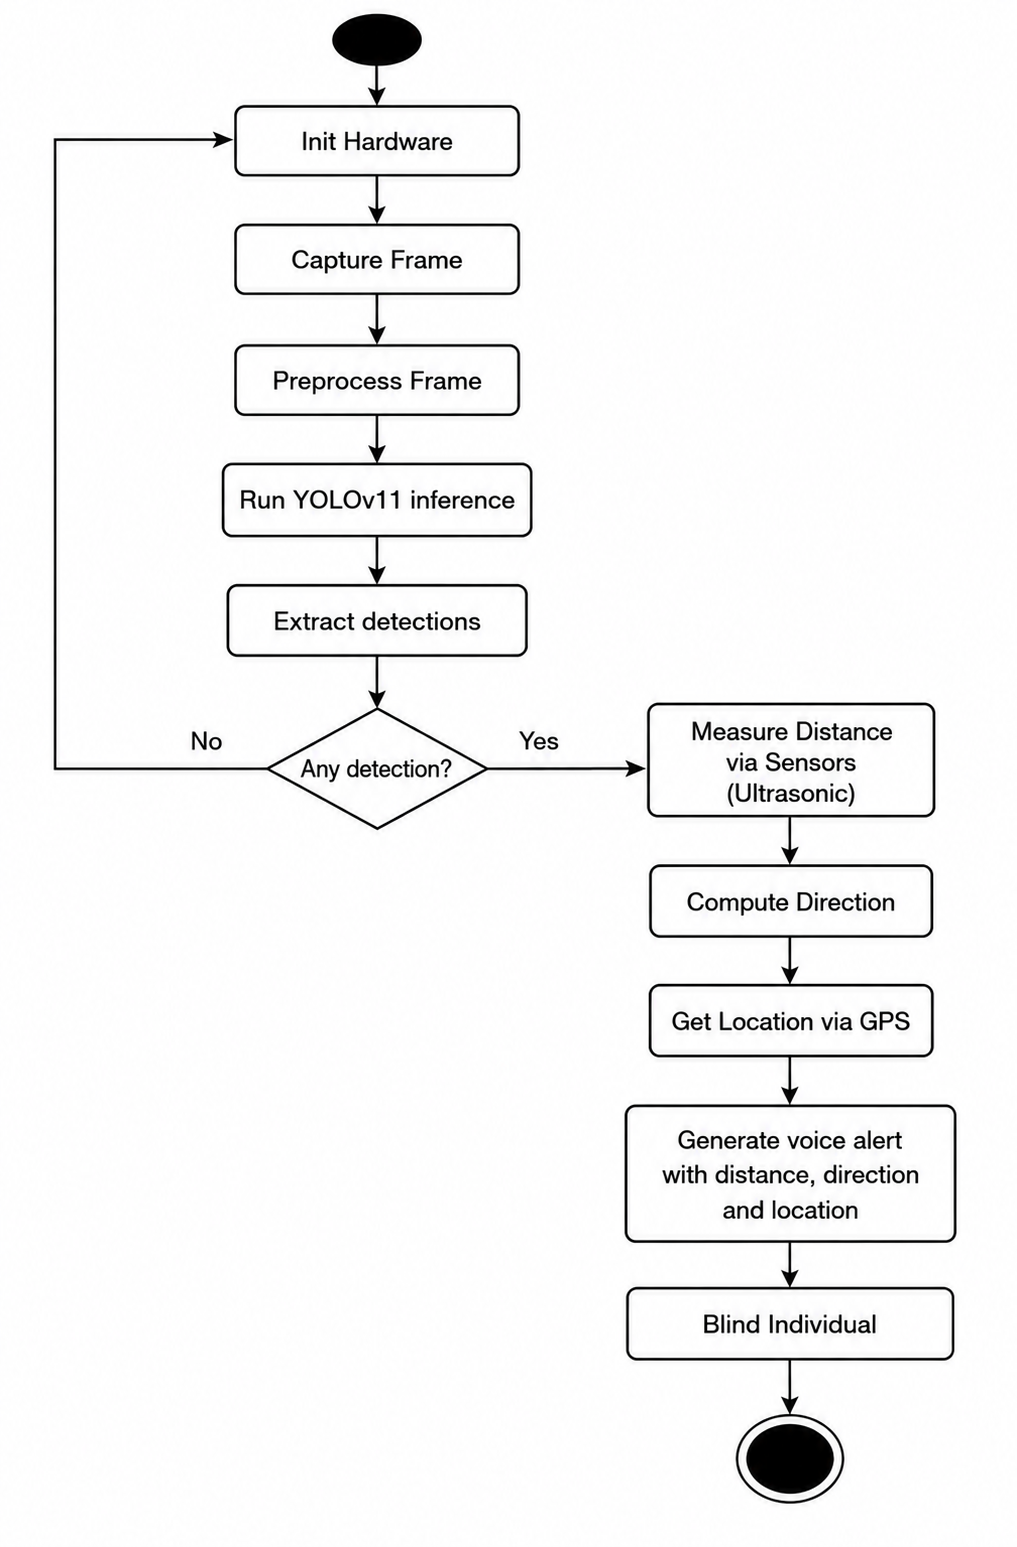 Init Hardware
Capture Frame
Preprocess Frame
Run YOLOv11 inference
Extract detections
Any detection?
No
Yes
Measure Distance
via Sensors
(Ultrasonic)
Compute Direction
Get Location via GPS
Generate voice alert
with distance, direction
and location
Blind Individual